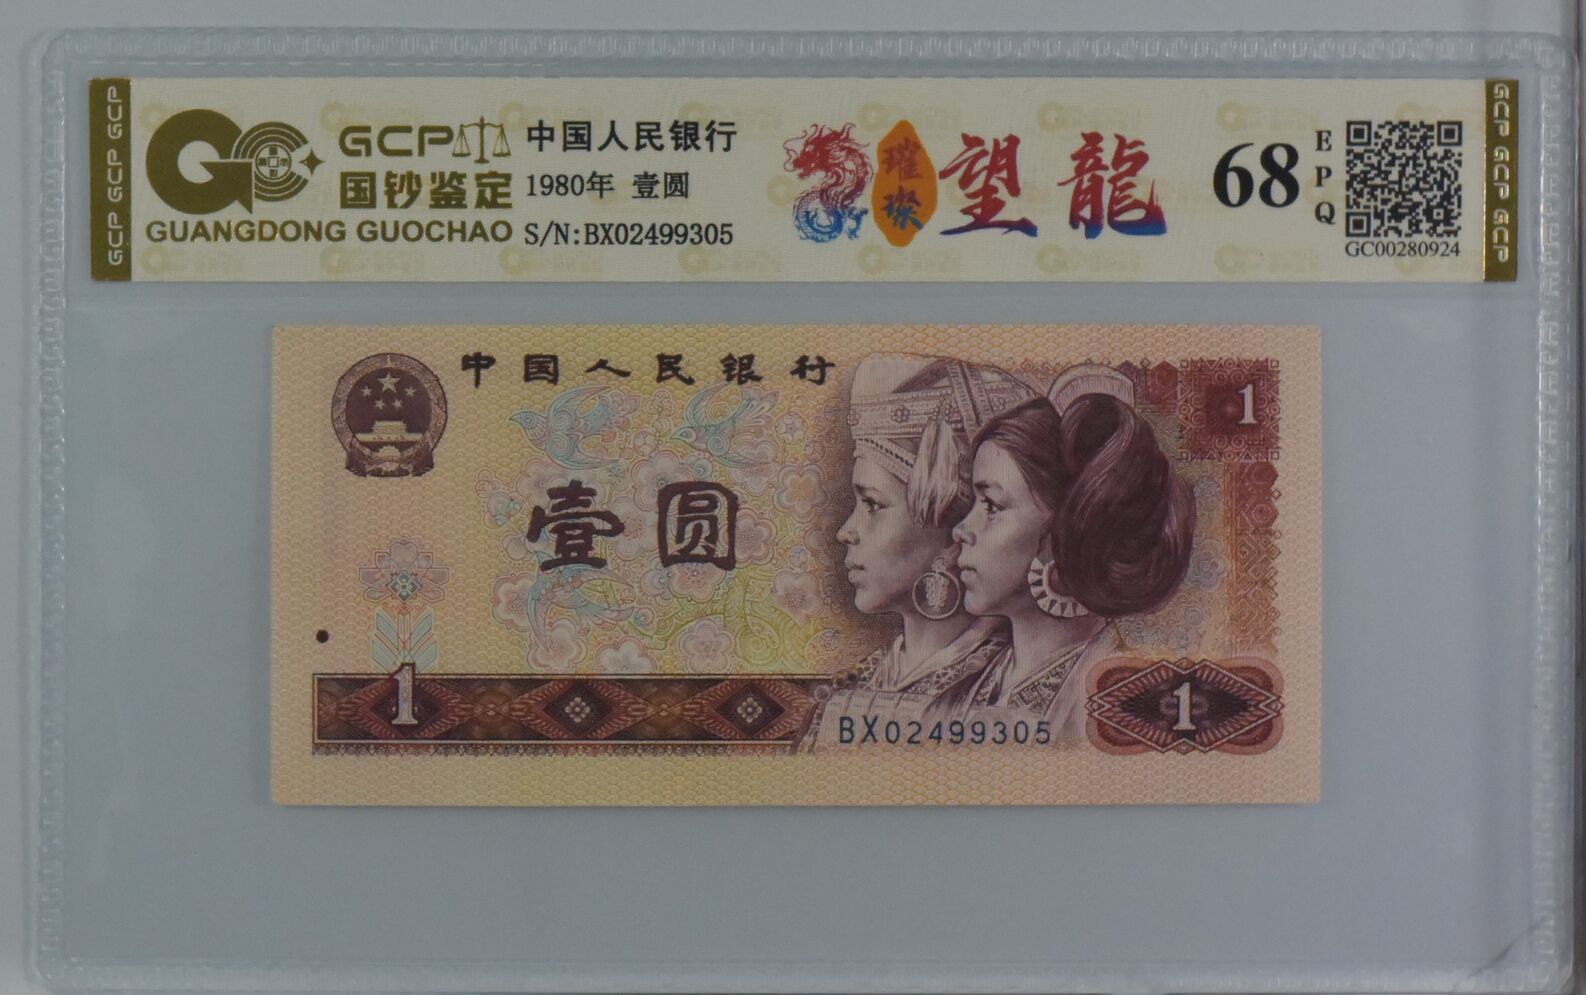 GCP GCP GCP
GCP
国钞鉴定
GUANGDONG GUOCHAO
中国人民银行
1980年 壹圆
S/N:BX02499305
璀璨
望龍
68
EPQ
GC00280924
GCP GCP GCP
中国人民银行
1
壹圆
1
BX02499305
1